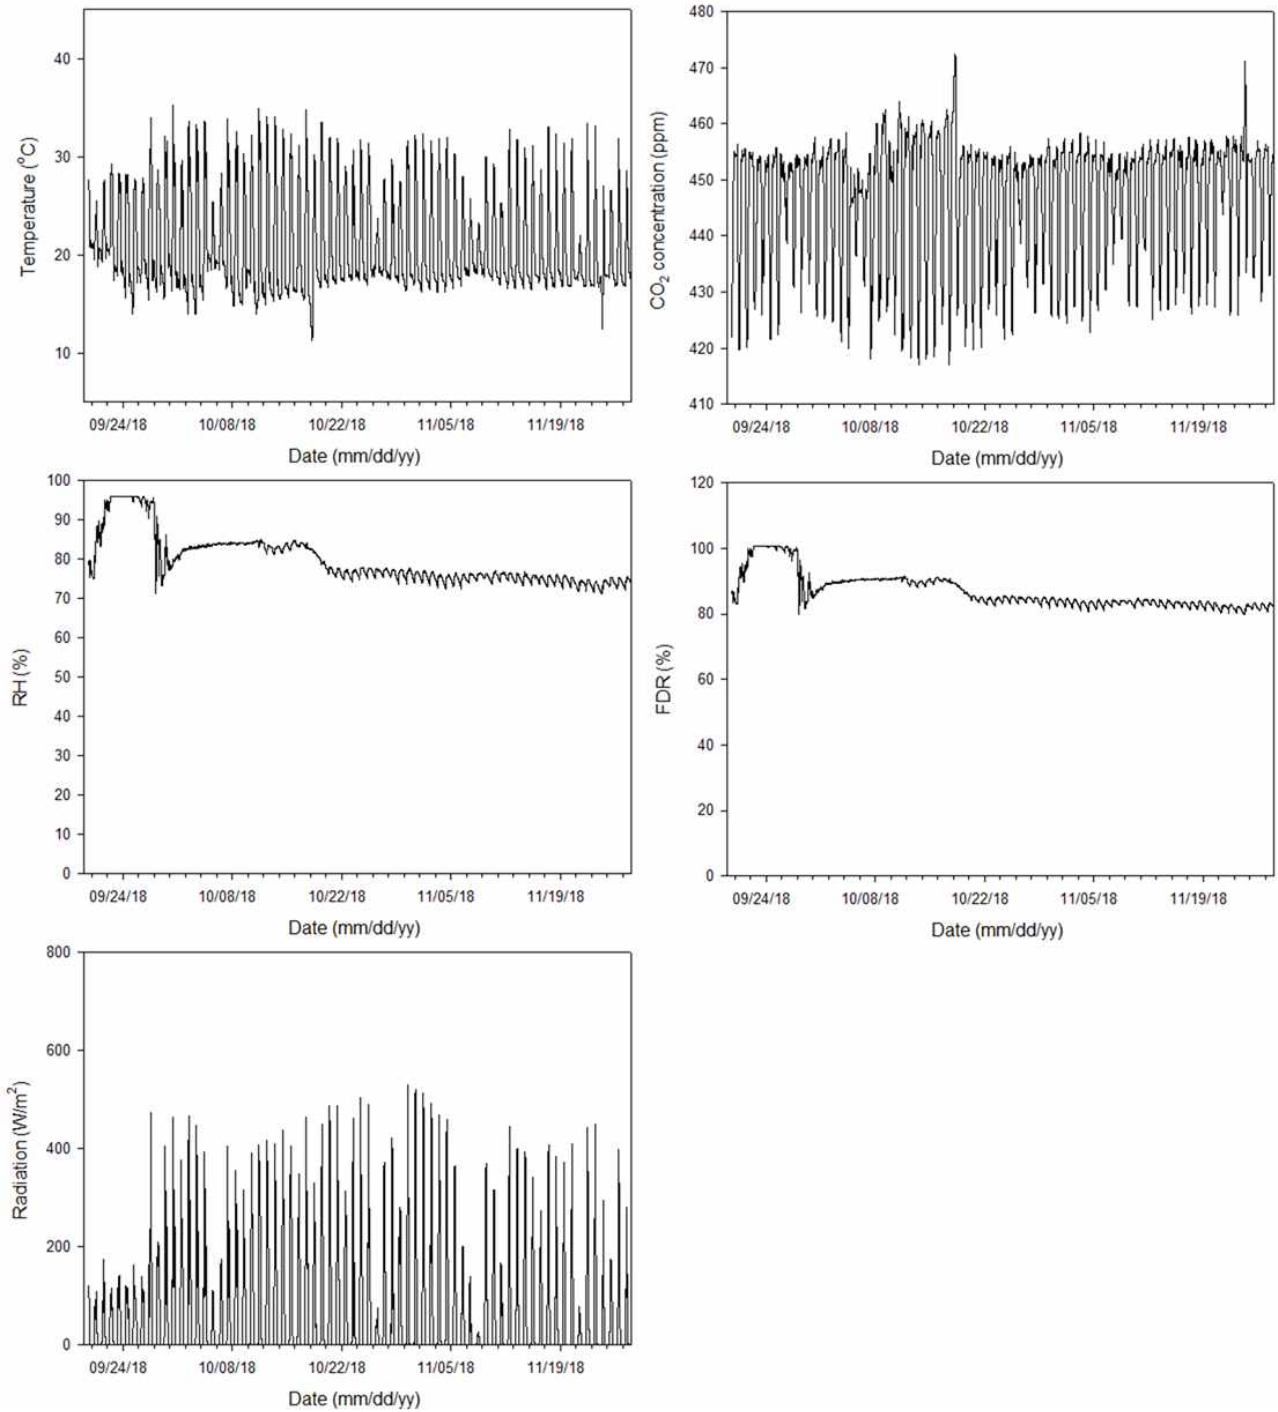 40
30
20
10
Temperature (°C)
09/24/18 10/08/18 10/22/18 11/05/18 11/19/18
Date (mm/dd/yy)
480
470
460
450
440
430
420
410
CO₂ concentration (ppm)
09/24/18 10/08/18 10/22/18 11/05/18 11/19/18
Date (mm/dd/yy)
100
90
80
70
60
50
40
30
20
10
0
RH (%)
09/24/18 10/08/18 10/22/18 11/05/18 11/19/18
Date (mm/dd/yy)
120
100
80
60
40
20
0
FDR (%)
09/24/18 10/08/18 10/22/18 11/05/18 11/19/18
Date (mm/dd/yy)
800
600
400
200
0
Radiation (W/m²)
09/24/18 10/08/18 10/22/18 11/05/18 11/19/18
Date (mm/dd/yy)